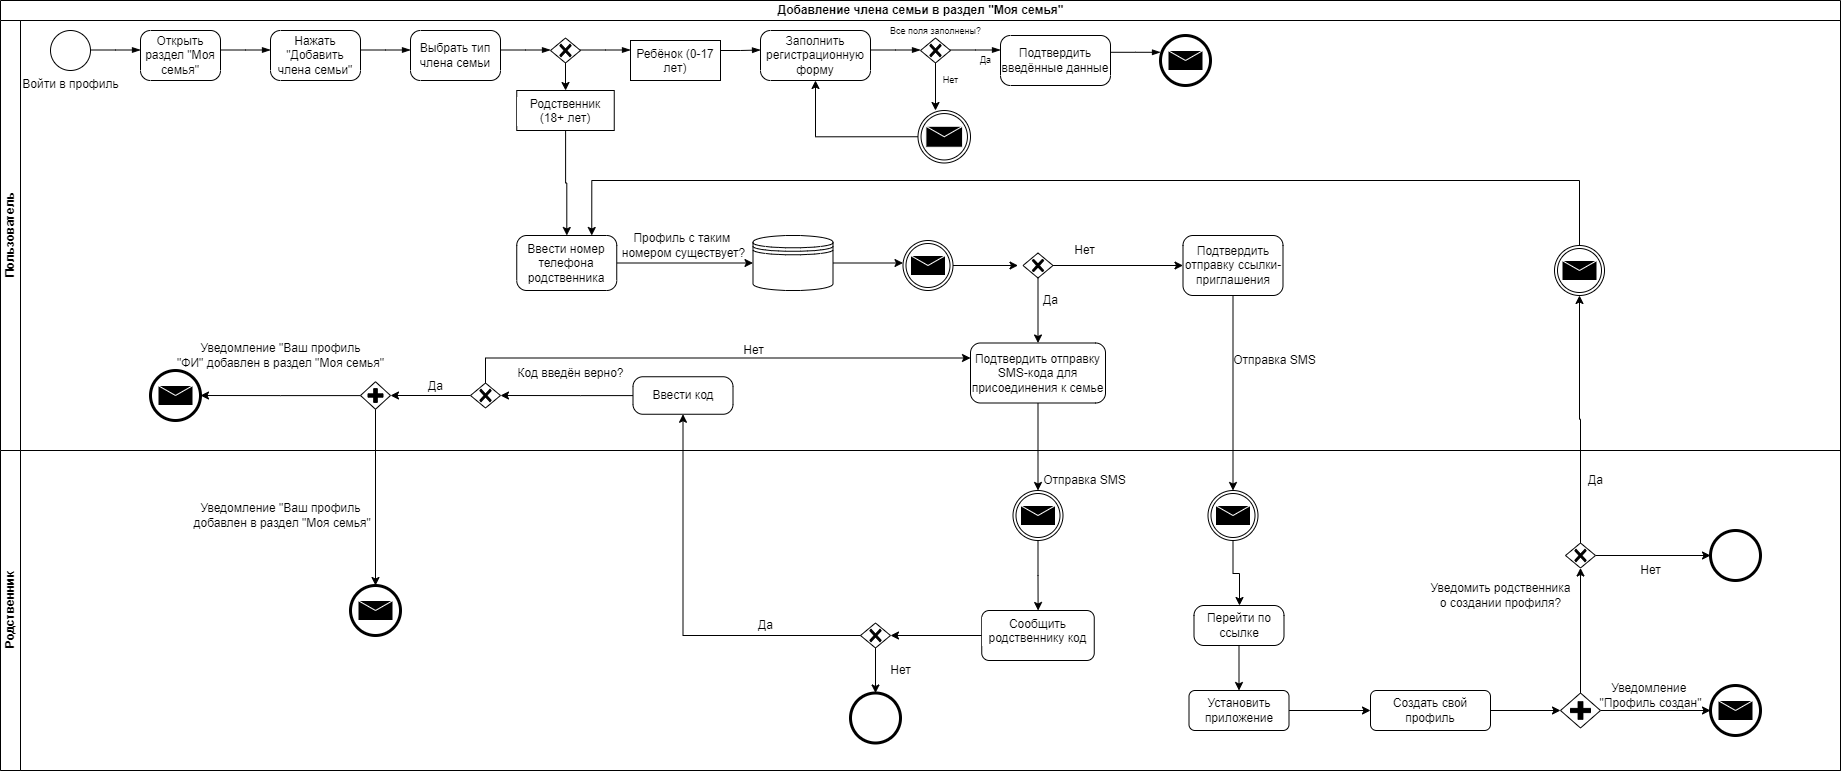 Добавление члена семьи в раздел "Моя семья"
Пользователь
Войти в профиль
Открыть
раздел "Моя
семья"
Нажать
"Добавить
члена семьи"
Выбрать тип
члена семьи
Ребёнок (0-17
лет)
Заполнить
регистрационную
форму
Все поля заполнены?
Да
Нет
Подтвердить
введённые данные
Родственник
(18+ лет)
Ввести номер
телефона
родственника
Профиль с таким
номером существует?
Нет
Да
Подтвердить
отправку ссылки-
приглашения
Отправка SMS
Уведомление "Ваш профиль
"ФИ" добавлен в раздел "Моя семья"
Да
Нет
Код введён верно?
Ввести код
Подтвердить отправку
SMS-кода для
присоединения к семье
Родственник
Отправка SMS
Уведомление "Ваш профиль
добавлен в раздел "Моя семья"
Сообщить
родственнику код
Да
Нет
Перейти по
ссылке
Установить
приложение
Создать свой
профиль
Уведомить родственника
о создании профиля?
Да
Нет
Уведомление
"Профиль создан"